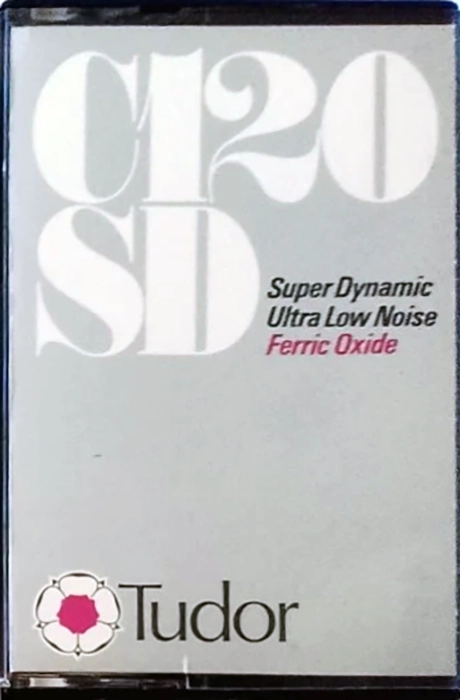 C120
SD
Super Dynamic
Ultra Low Noise
Ferric Oxide
Tudor